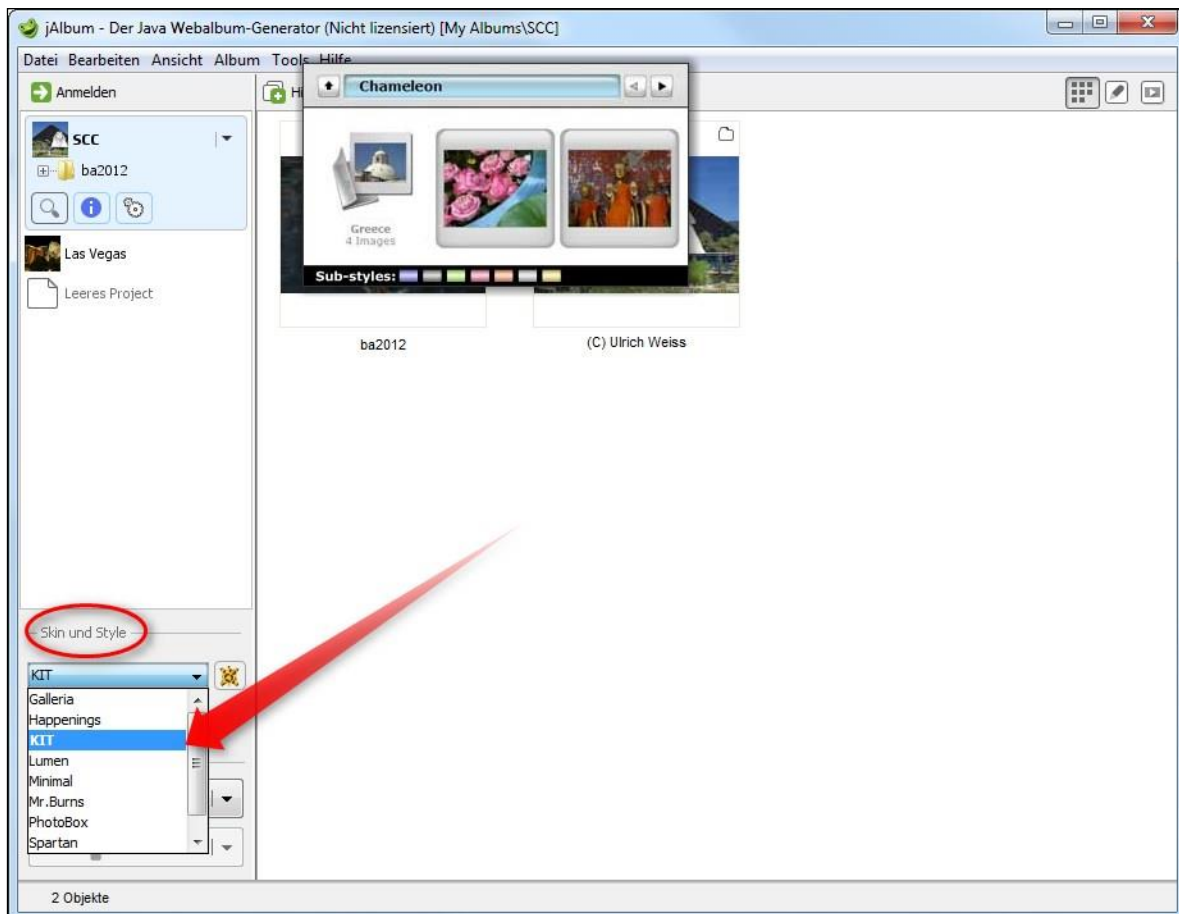 jAlbum - Der Java Webalbum-Generator (Nicht lizensiert) [My Albums\SCC]
Datei Bearbeiten Ansicht Album Tools Hilfe
Anmelden
Hi
Chameleon
SCC
ba2012
Las Vegas
Leeres Project
Greece
4 Images
Sub-styles:
ba2012
(C) Ulrich Weiss
Skin und Style
KIT
Galleria
Happenings
KIT
Lumen
Minimal
Mr.Burns
PhotoBox
Spartan
2 Objekte